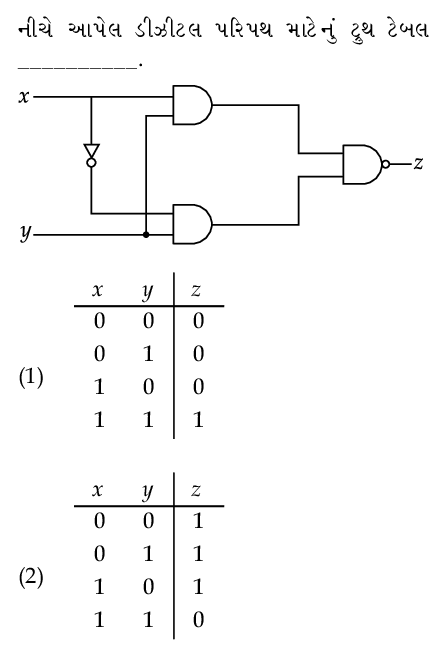 નીચે આપેલ ડીઝીટલ પરિપથ માટેનું ટ્રુથ ટેબલ
__________.
x
y
z
(1)
x y z
0 0 0
0 1 0
1 0 0
1 1 1
(2)
x y z
0 0 1
0 1 1
1 0 1
1 1 0